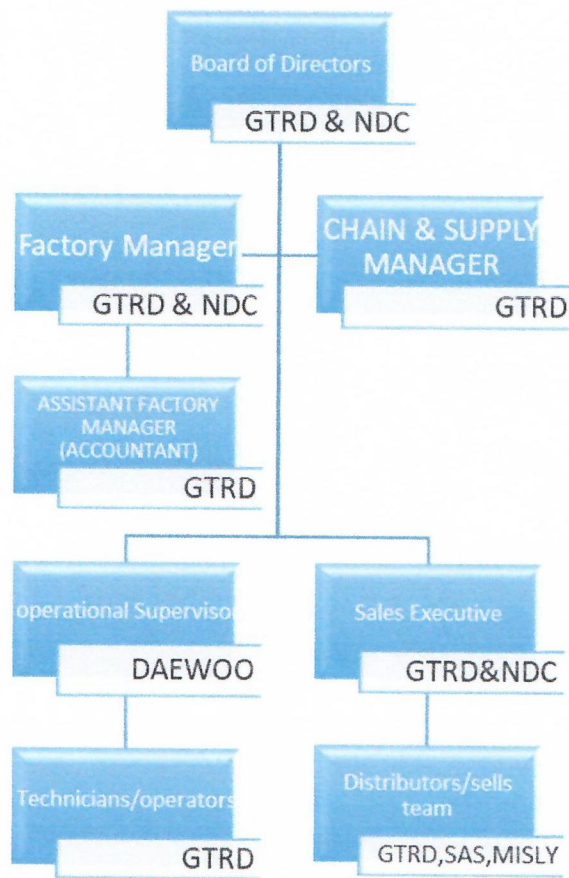 Board of Directors
GTRD & NDC
Factory Manager
GTRD & NDC
CHAIN & SUPPLY
MANAGER
GTRD
ASSISTANT FACTORY
MANAGER
(ACCOUNTANT)
GTRD
operational Supervisor
DAEWOO
Sales Executive
GTRD&NDC
Technicians/operators
GTRD
Distributors/sells
team
GTRD,SAS,MISLY